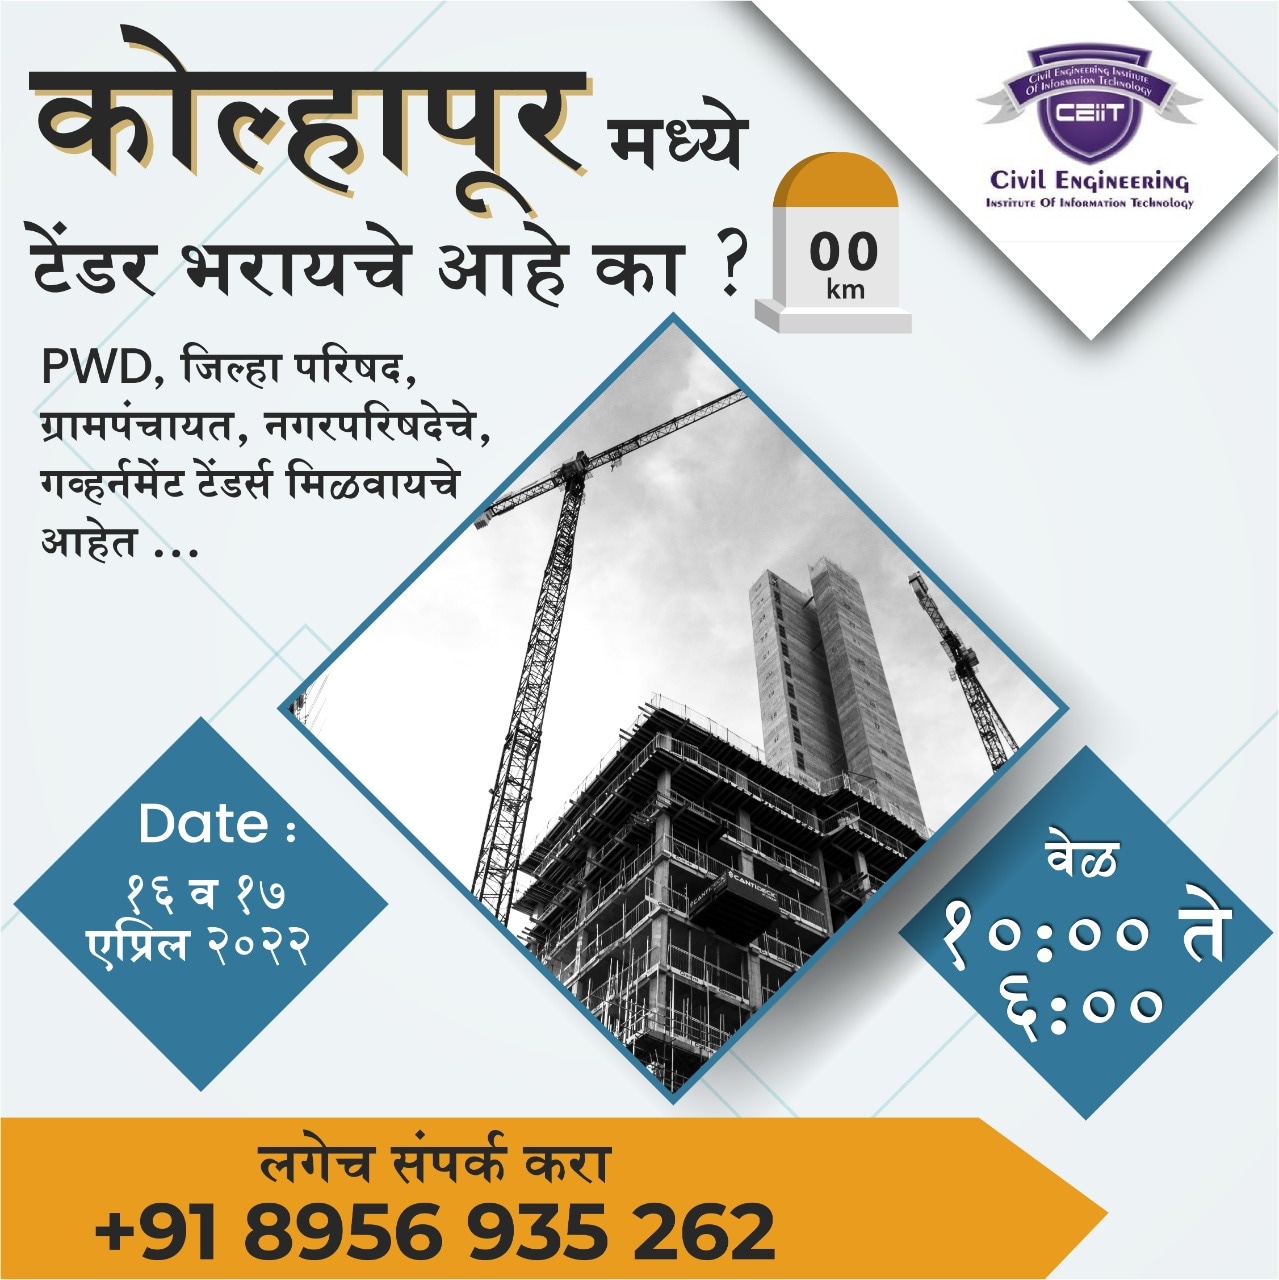 कोल्हापूर मध्ये
टेंडर भरायचे आहे का ?
00
km
CIVIL ENGINEERING INSTITUTE
OF INFORMATION TECHNOLOGY
CEIIT
CIVIL ENGINEERING
INSTITUTE OF INFORMATION TECHNOLOGY
PWD, जिल्हा परिषद,
ग्रामपंचायत, नगरपरिषदेचे,
गव्हर्नमेंट टेंडर्स मिळवायचे
आहेत ...
CANTIDECK
Date :
१६ व १७
एप्रिल २०२२
वेळ
१०:०० ते
६:००
लगेच संपर्क करा
+91 8956 935 262